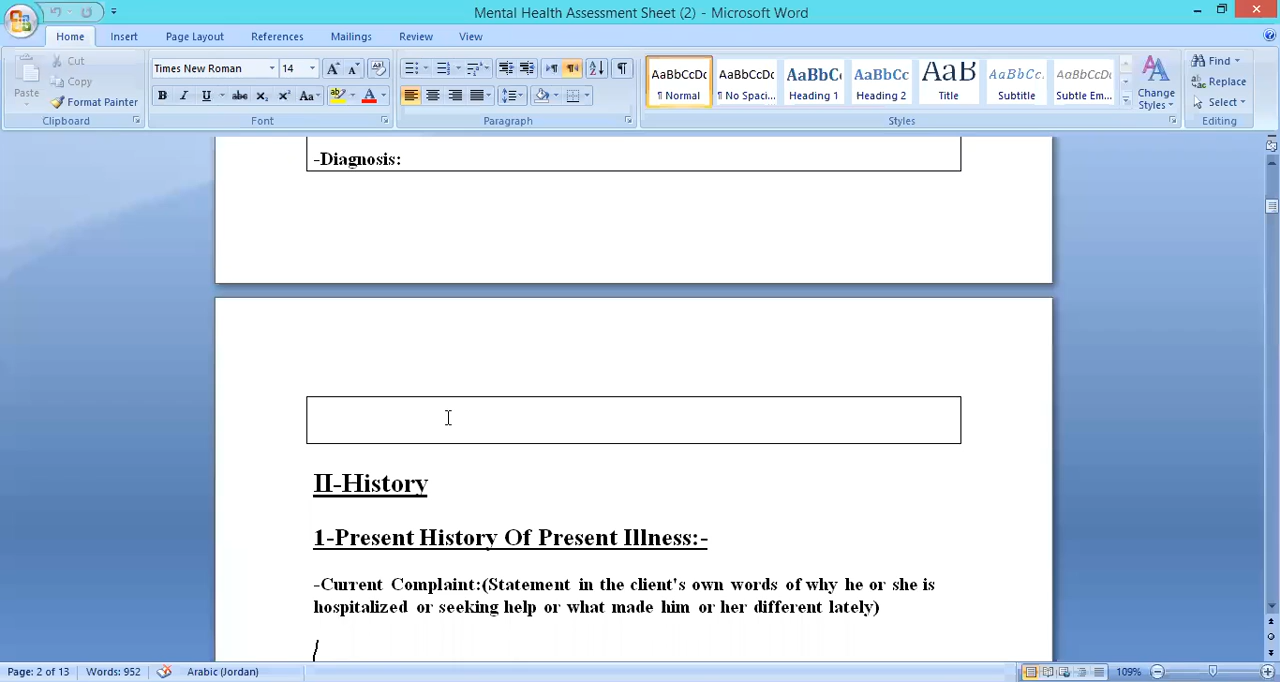 Mental Health Assessment Sheet (2) - Microsoft Word
Home Insert Page Layout References Mailings Review View
Paste
Cut
Copy
Format Painter
Clipboard
Times New Roman 14
B I U abc X₂ X² Aa
Font
Paragraph
AaBbCcDc AaBbCcDc AaBbC AaBbCc AaB AaBbCc. AaBbCcDc
¶ Normal ¶ No Spaci... Heading 1 Heading 2 Title Subtitle Subtle Em...
Styles
Change Styles
Find
Replace
Select
Editing
-Diagnosis:
II-History
1-Present History Of Present Illness:-
-Current Complaint:(Statement in the client's own words of why he or she is
hospitalized or seeking help or what made him or her different lately)
Page: 2 of 13 Words: 952 Arabic (Jordan) 109%